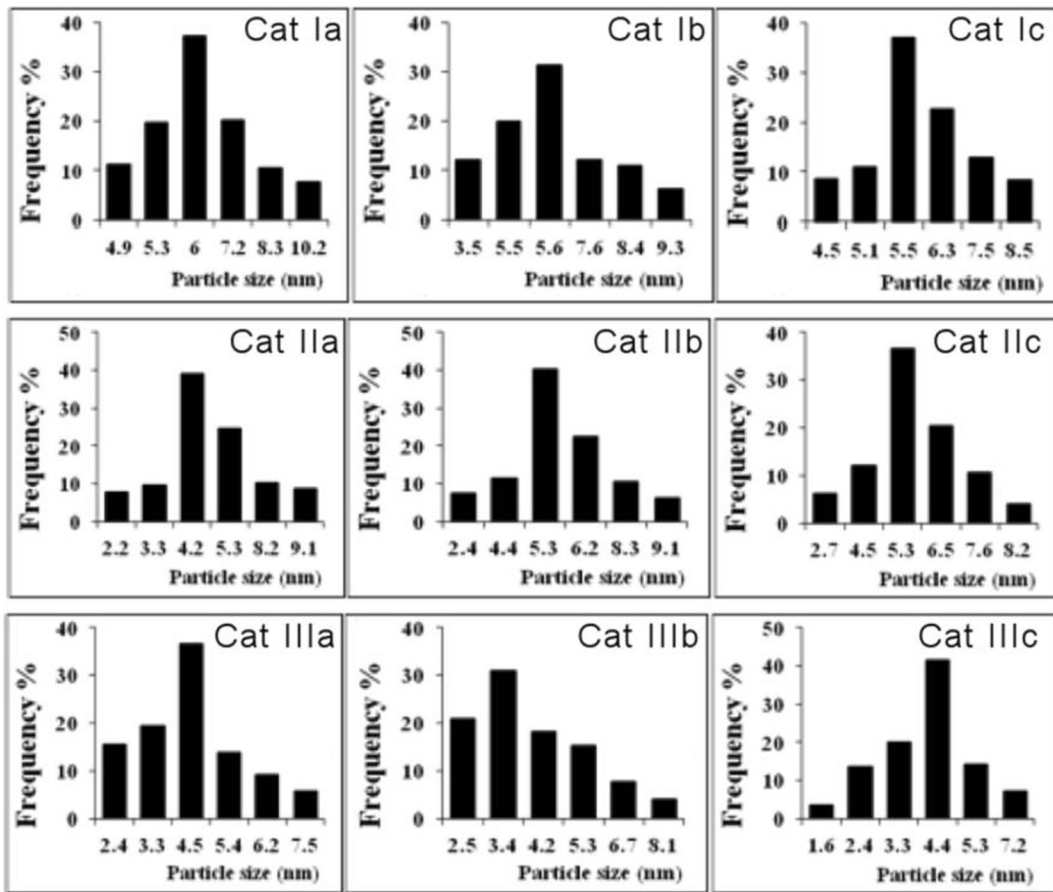 Cat Ia
Frequency %
40
30
20
10
0
4.9 5.3 6 7.2 8.3 10.2
Particle size (nm)
Cat Ib
Frequency %
40
30
20
10
0
3.5 5.5 5.6 7.6 8.4 9.3
Particle size (nm)
Cat Ic
Frequency %
40
30
20
10
0
4.5 5.1 5.5 6.3 7.5 8.5
Particle size (nm)
Cat IIa
Frequency %
50
40
30
20
10
0
2.2 3.3 4.2 5.3 8.2 9.1
Particle size (nm)
Cat IIb
Frequency %
50
40
30
20
10
0
2.4 4.4 5.3 6.2 8.3 9.1
Particle size (nm)
Cat IIc
Frequency %
40
30
20
10
0
2.7 4.5 5.3 6.5 7.6 8.2
Particle size (nm)
Cat IIIa
Frequency %
40
30
20
10
0
2.4 3.3 4.5 5.4 6.2 7.5
Particle size (nm)
Cat IIIb
Frequency %
40
30
20
10
0
2.5 3.4 4.2 5.3 6.7 8.1
Particle size (nm)
Cat IIIc
Frequency %
50
40
30
20
10
0
1.6 2.4 3.3 4.4 5.3 7.2
Particle size (nm)